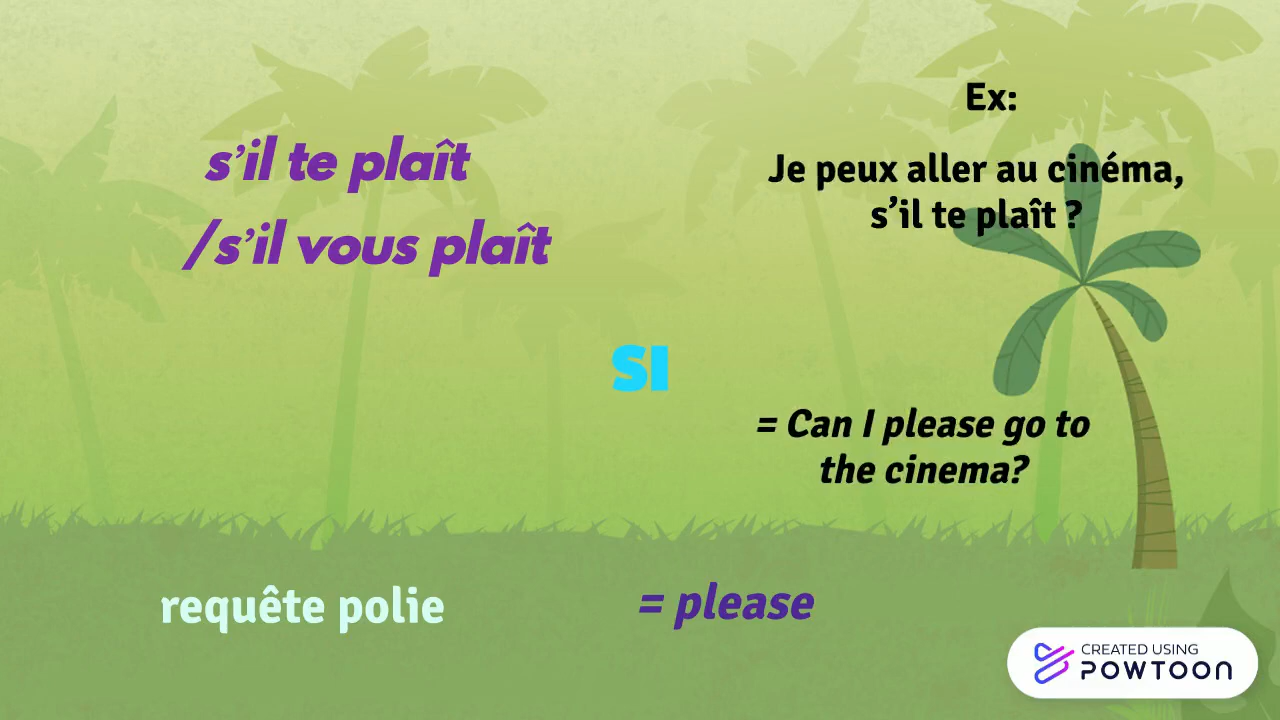 s’il te plaît
/s’il vous plaît
Ex:
Je peux aller au cinéma,
s’il te plaît ?
SI
= Can I please go to
the cinema?
requête polie
= please
CREATED USING
POWTOON